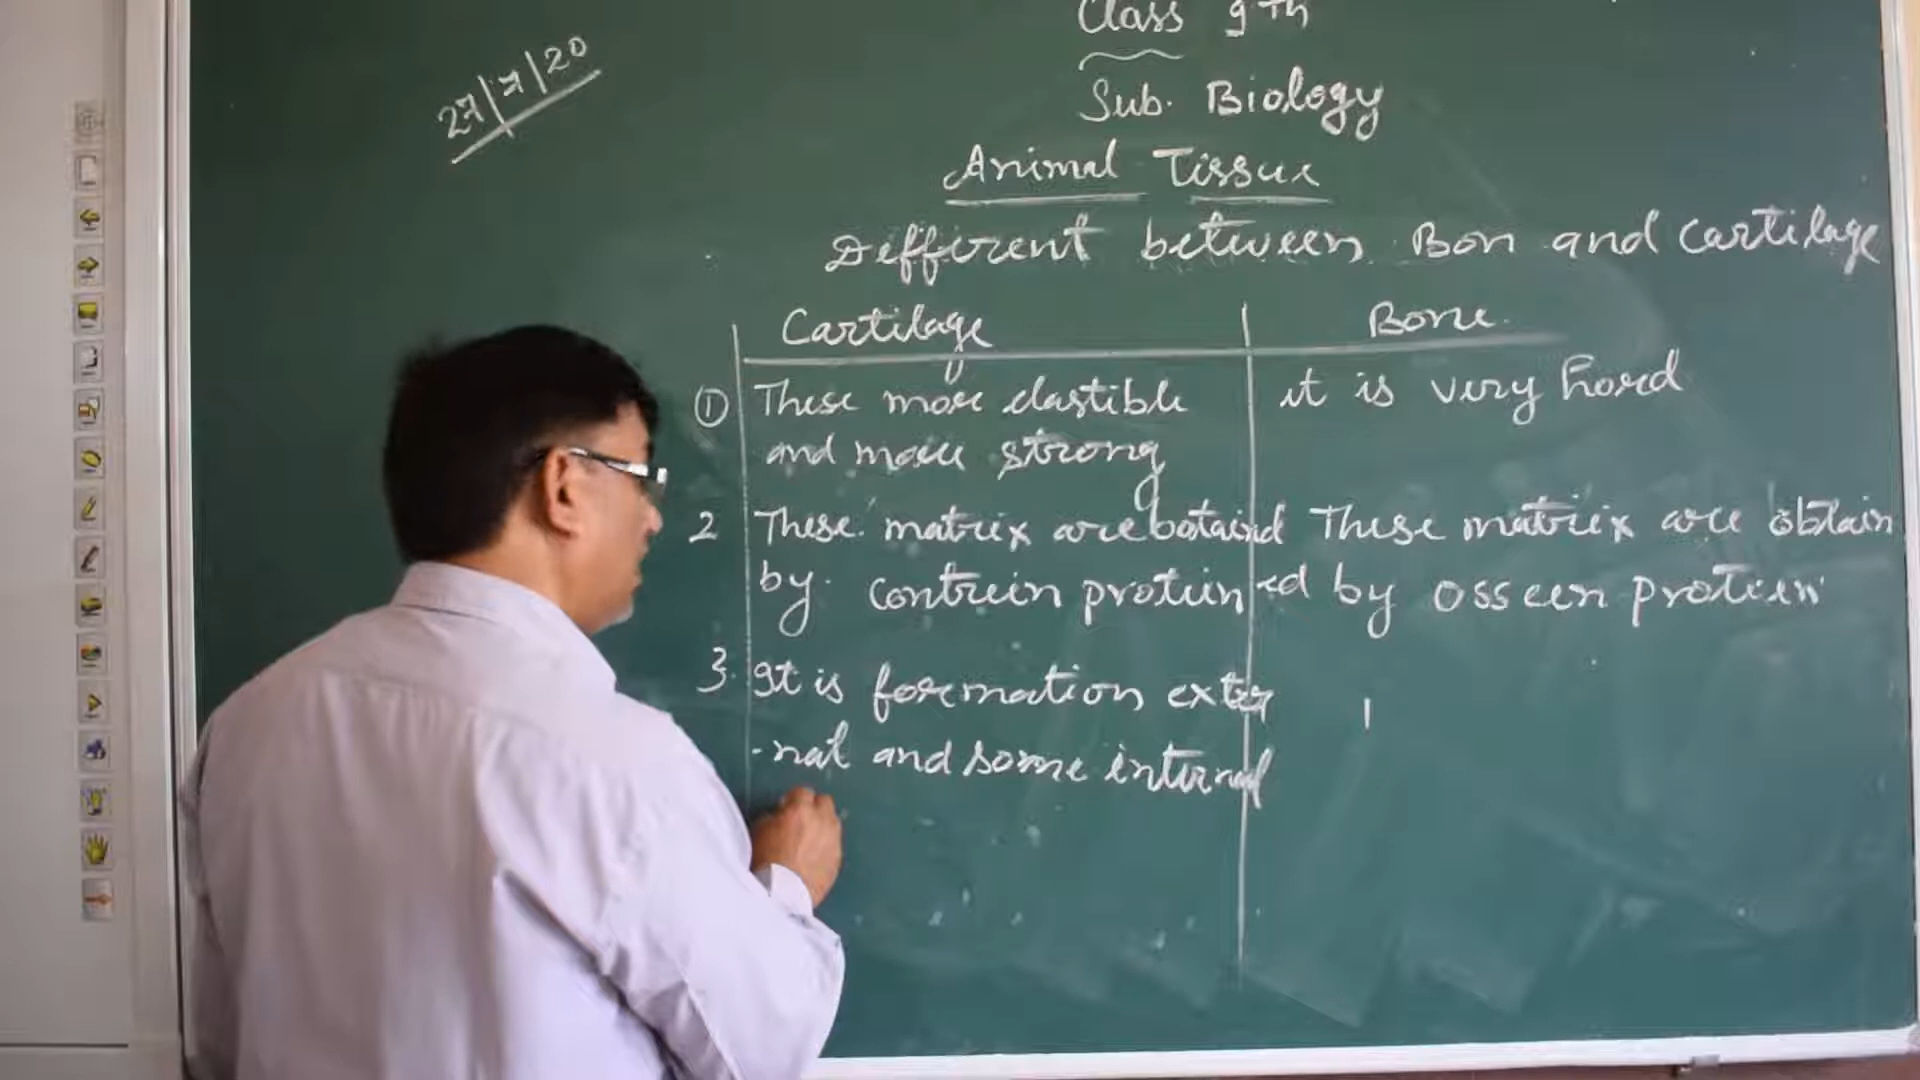 27/7/20
Class 9th
Sub. Biology
Animal Tissue
Defferent between Bon and Cartilage
Cartilage Bone.
① These more elastible it is very hard
and more strong
2 These matrix are botaind These matrix are obtain
by contrein protein ed by osseen protien
3. It is formation exter
-nal and some internal